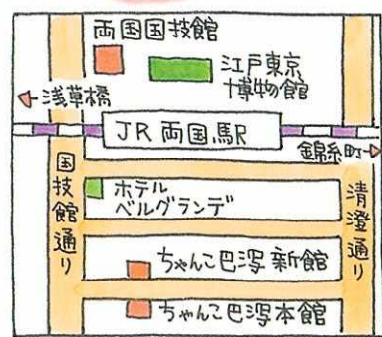 両国国技館
江戸東京
博物館
浅草橋
JR両国駅
錦糸町
国技館通り
ホテル
ベルグランデ
清澄通り
ちゃんこ巴潟新館
ちゃんこ巴潟本館